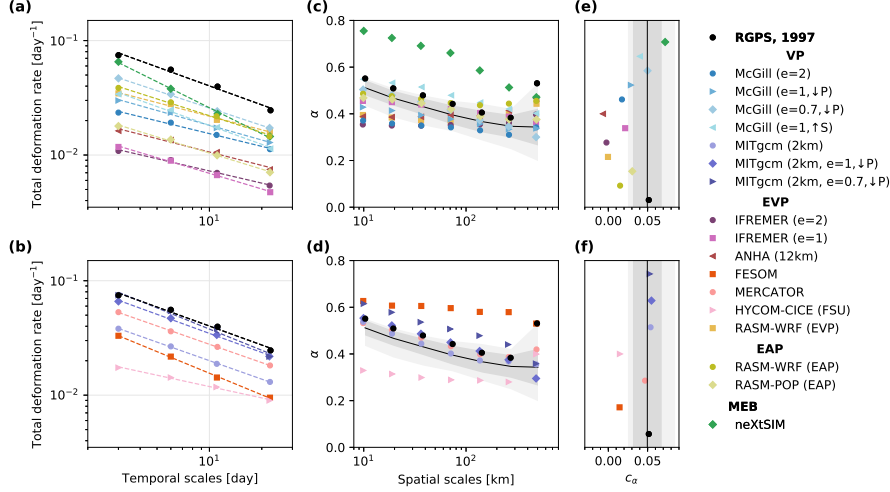 (a)
(c)
(e)
Total deformation rate [day⁻¹]
10⁻¹
10⁻²
10¹
α
0.8
0.6
0.4
0.2
0.0
10¹
10²
0.00
0.05
RGPS, 1997
VP
McGill (e=2)
McGill (e=1,↓P)
McGill (e=0.7,↓P)
McGill (e=1,↑S)
MITgcm (2km)
MITgcm (2km, e=1,↓P)
MITgcm (2km, e=0.7,↓P)
EVP
IFREMER (e=2)
IFREMER (e=1)
ANHA (12km)
FESOM
MERCATOR
HYCOM-CICE (FSU)
RASM-WRF (EVP)
EAP
RASM-WRF (EAP)
RASM-POP (EAP)
MEB
neXtSIM
(b)
(d)
(f)
Total deformation rate [day⁻¹]
10⁻¹
10⁻²
10¹
Temporal scales [day]
α
0.8
0.6
0.4
0.2
0.0
10¹
10²
Spatial scales [km]
0.00
0.05
c_α